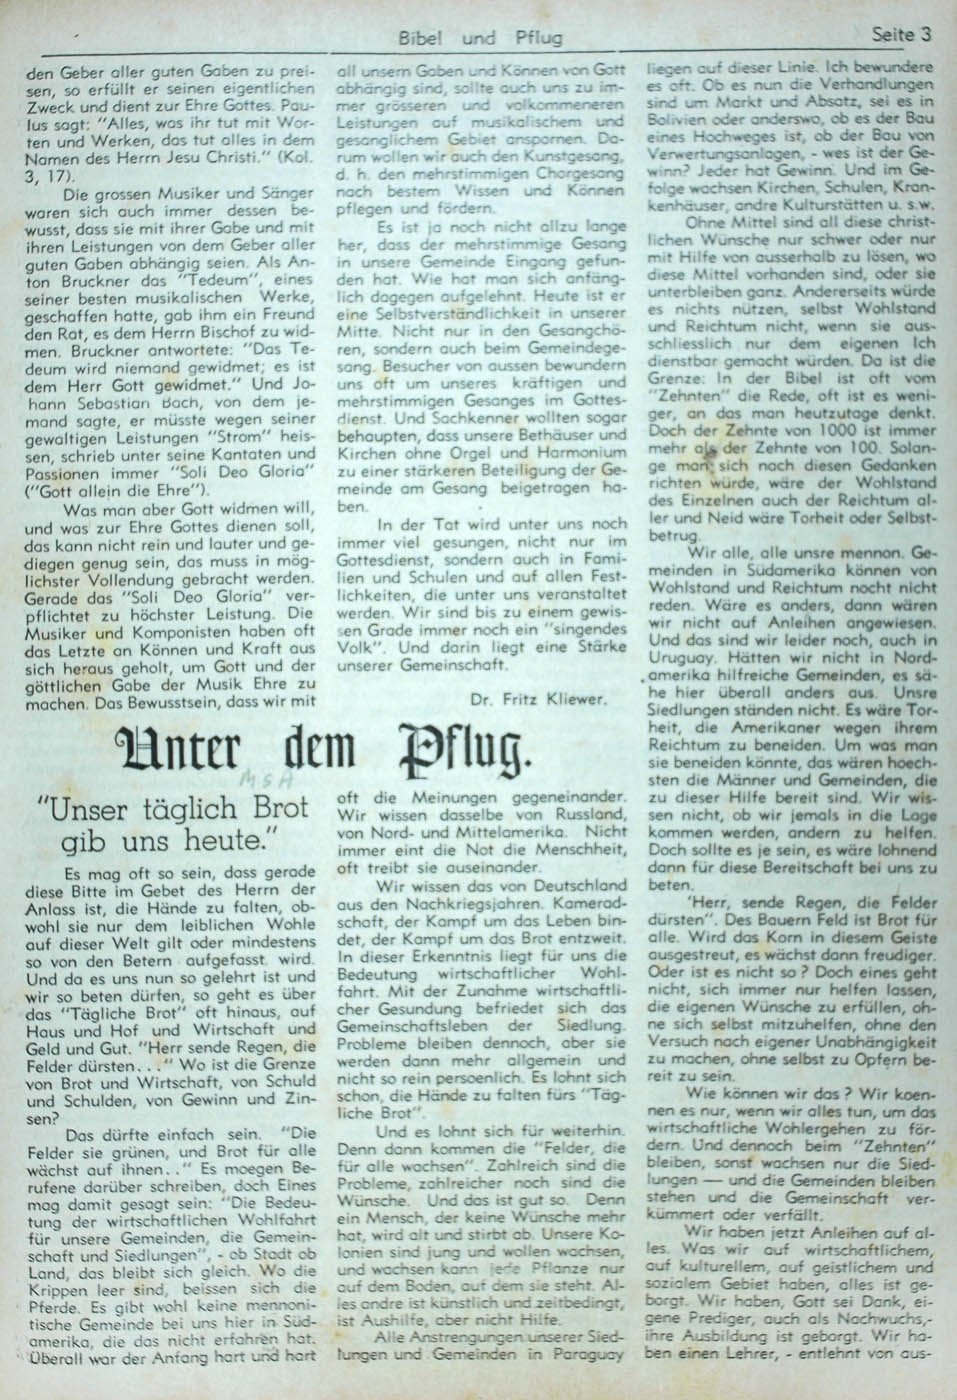 Bibel und Pflug
Seite 3
den Geber aller guten Gaben zu prei-
sen, so erfüllt er seinen eigentlichen
Zweck und dient zur Ehre Gottes. Pau-
lus sagt: "Alles, was ihr tut mit Wor-
ten und Werken, das tut alles in dem
Namen des Herrn Jesu Christi." (Kol.
3, 17).
Die grossen Musiker und Sänger
waren sich auch immer dessen be-
wusst, dass sie mit ihrer Gabe und mit
ihren Leistungen von dem Geber aller
guten Gaben abhängig seien. Als An-
ton Bruckner das "Tedeum", eines
seiner besten musikalischen Werke,
geschaffen hatte, gab ihm ein Freund
den Rat, es dem Herrn Bischof zu wid-
men. Bruckner antwortete: "Das Te-
deum wird niemand gewidmet; es ist
dem Herr Gott gewidmet." Und Jo-
hann Sebastian Bach, von dem je-
mand sagte, er müsste wegen seiner
gewaltigen Leistungen "Strom" heis-
sen, schrieb unter seine Kantaten und
Passionen immer "Soli Deo Gloria"
("Gott allein die Ehre").
Was man aber Gott widmen will,
und was zur Ehre Gottes dienen soll,
das kann nicht rein und lauter und ge-
diegen genug sein, das muss in mög-
lichster Vollendung gebracht werden.
Gerade das "Soli Deo Gloria" ver-
pflichtet zu höchster Leistung. Die
Musiker und Komponisten haben oft
das Letzte an Können und Kraft aus
sich heraus geholt, um Gott und der
göttlichen Gabe der Musik Ehre zu
machen. Das Bewusstsein, dass wir mit
all unsern Gaben und Können von Gott
abhängig sind, sollte auch uns zu im-
mer grösseren und volkommeneren
Leistungen auf musikalischem und
gesanglichem Gebiet anspornen. Da-
rum wollen wir auch den Kunstgesang,
d. h. den mehrstimmigen Chorgesang
nach bestem Wissen und Können
pflegen und fördern.
Es ist ja noch nicht allzu lange
her, dass der mehrstimmige Gesang
in unsere Gemeinde Eingang gefun-
den hat. Wie hat man sich anfäng-
lich dagegen aufgelehnt. Heute ist er
eine Selbstverständlichkeit in unserer
Mitte. Nicht nur in den Gesangchö-
ren, sondern auch beim Gemeindege-
sang. Besucher von aussen bewundern
uns oft um unseres kräftigen und
mehrstimmigen Gesanges im Gottes-
dienst. Und Sachkenner wollten sogar
behaupten, dass unsere Bethäuser und
Kirchen ohne Orgel und Harmonium
zu einer stärkeren Beteiligung der Ge-
meinde am Gesang beigetragen ha-
ben.
In der Tat wird unter uns noch
immer viel gesungen, nicht nur im
Gottesdienst, sondern auch in Fami-
lien und Schulen und auf allen Fest-
lichkeiten, die unter uns veranstaltet
werden. Wir sind bis zu einem gewis-
sen Grade immer noch ein "singendes
Volk". Und darin liegt eine Stärke
unserer Gemeinschaft.
Dr. Fritz Kliewer.
Unter dem Pflug.
MSA
"Unser täglich Brot
gib uns heute."
Es mag oft so sein, dass gerade
diese Bitte im Gebet des Herrn der
Anlass ist, die Hände zu falten, ob-
wohl sie nur dem leiblichen Wohle
auf dieser Welt gilt oder mindestens
so von den Betern aufgefasst wird.
Und da es uns nun so gelehrt ist und
wir so beten dürfen, so geht es über
das "Tägliche Brot" oft hinaus, auf
Haus und Hof und Wirtschaft und
Geld und Gut. "Herr sende Regen, die
Felder dürsten..." Wo ist die Grenze
von Brot und Wirtschaft, von Schuld
und Schulden, von Gewinn und Zin-
sen?
Das dürfte einfach sein. "Die
Felder sie grünen, und Brot für alle
wächst auf ihnen.." Es moegen Be-
rufene darüber schreiben, doch Eines
mag damit gesagt sein: "Die Bedeu-
tung der wirtschaftlichen Wohlfahrt
für unsere Gemeinden, die Gemein-
schaft und Siedlungen", - ob Stadt ob
Land, das bleibt sich gleich. Wo die
Krippen leer sind, beissen sich die
Pferde. Es gibt wohl keine mennoni-
tische Gemeinde bei uns hier in Süd-
amerika, die das nicht erfahren hat.
Überall war der Anfang hart und hart
oft die Meinungen gegeneinander.
Wir wissen dasselbe von Russland,
von Nord- und Mittelamerika. Nicht
immer eint die Not die Menschheit,
oft treibt sie auseinander.
Wir wissen das von Deutschland
aus den Nachkriegsjahren. Kamerad-
schaft, der Kampf um das Leben bin-
det, der Kampf um das Brot entzweit.
In dieser Erkenntnis liegt für uns die
Bedeutung wirtschaftlicher Wohl-
fahrt. Mit der Zunahme wirtschaftli-
cher Gesundung befriedet sich das
Gemeinschaftsleben der Siedlung.
Probleme bleiben dennoch, aber sie
werden dann mehr allgemein und
nicht so rein persoenlich. Es lohnt sich
schon, die Hände zu falten fürs "Täg-
liche Brot".
Und es lohnt sich für weiterhin.
Denn dann kommen die "Felder, die
für alle wachsen". Zahlreich sind die
Probleme, zahlreicher noch sind die
Wünsche. Und das ist gut so. Denn
ein Mensch, der keine Wünsche mehr
hat, wird alt und stirbt ab. Unsere Ko-
lonien sind jung und wollen wachsen,
und wachsen kann jede Pflanze nur
auf dem Boden, auf dem sie steht. Al-
les andre ist künstlich und zeitbedingt,
ist Aushilfe, aber nicht Hilfe.
Alle Anstrengungen unserer Sied-
lungen und Gemeinden in Paraguay
liegen auf dieser Linie. Ich bewundere
es oft. Ob es nun die Verhandlungen
sind um Markt und Absatz, sei es in
Bolivien oder anderswo, ob es der Bau
eines Hochweges ist, ob der Bau von
Verwertungsanlagen, - wes ist der Ge-
winn? Jeder hat Gewinn. Und im Ge-
folge wachsen Kirchen, Schulen, Kran-
kenhäuser, andre Kulturstätten u. s.w.
Ohne Mittel sind all diese christ-
lichen Wünsche nur schwer oder nur
mit Hilfe von ausserhalb zu lösen, wo
diese Mittel vorhanden sind, oder sie
unterbleiben ganz. Andererseits würde
es nichts nützen, selbst Wohlstand
und Reichtum nicht, wenn sie aus-
schliesslich nur dem eigenen Ich
dienstbar gemacht würden. Da ist die
Grenze: In der Bibel ist oft vom
"Zehnten" die Rede, oft ist es weni-
ger, an das man heutzutage denkt.
Doch der Zehnte von 1000 ist immer
mehr als der Zehnte von 100. Solan-
ge man sich nach diesen Gedanken
richten würde, wäre der Wohlstand
des Einzelnen auch der Reichtum al-
ler und Neid wäre Torheit oder Selbst-
betrug.
Wir alle, alle unsre mennon. Ge-
meinden in Südamerika können von
Wohlstand und Reichtum nocht nicht
reden. Wäre es anders, dann wären
wir nicht auf Anleihen angewiesen.
Und das sind wir leider noch, auch in
Uruguay. Hätten wir nicht in Nord-
amerika hilfreiche Gemeinden, es sä-
he hier überall anders aus. Unsre
Siedlungen ständen nicht. Es wäre Tor-
heit, die Amerikaner wegen ihrem
Reichtum zu beneiden. Um was man
sie beneiden könnte, das wären hoech-
sten die Männer und Gemeinden, die
zu dieser Hilfe bereit sind. Wir wis-
sen nicht, ob wir jemals in die Lage
kommen werden, andern zu helfen.
Doch sollte es je sein, es wäre lohnend
dann für diese Bereitschaft bei uns zu
beten.
'Herr, sende Regen, die Felder
dürsten". Des Bauern Feld ist Brot für
alle. Wird das Korn in diesem Geiste
ausgestreut, es wächst dann freudiger.
Oder ist es nicht so? Doch eines geht
nicht, sich immer nur helfen lassen,
die eigenen Wünsche zu erfüllen, oh-
ne sich selbst mitzuhelfen, ohne den
Versuch nach eigener Unabhängigkeit
zu machen, ohne selbst zu Opfern be-
reit zu sein.
Wie können wir das? Wir koen-
nen es nur, wenn wir alles tun, um das
wirtschaftliche Wohlergehen zu för-
dern. Und dennoch beim "Zehnten"
bleiben, sonst wachsen nur die Sied-
lungen — und die Gemeinden bleiben
stehen und die Gemeinschaft ver-
kümmert oder verfällt.
Wir haben jetzt Anleihen auf al-
les. Was wir auf wirtschaftlichem,
auf kulturellem, auf geistlichem und
sozialem Gebiet haben, alles ist ge-
borgt. Wir haben, Gott sei Dank, ei-
gene Prediger, auch als Nachwuchs,-
ihre Ausbildung ist geborgt. Wir ha-
ben einen Lehrer, - entlehnt von aus-